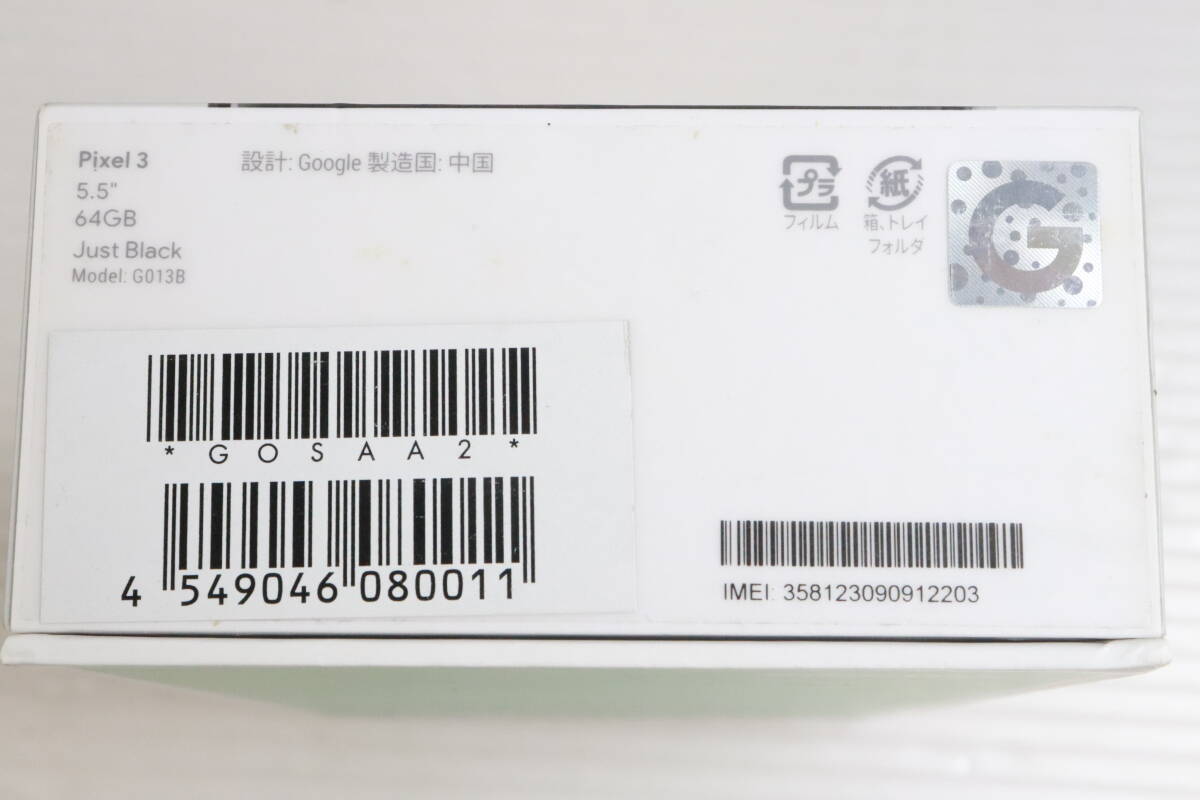 Pixel 3
5.5"
64GB
Just Black
Model: G013B
設計: Google 製造国: 中国
プラ
フィルム
紙
箱、トレイ
フォルダ
G
* G O S A A 2 *
4 549046 080011
IMEI: 358123090912203